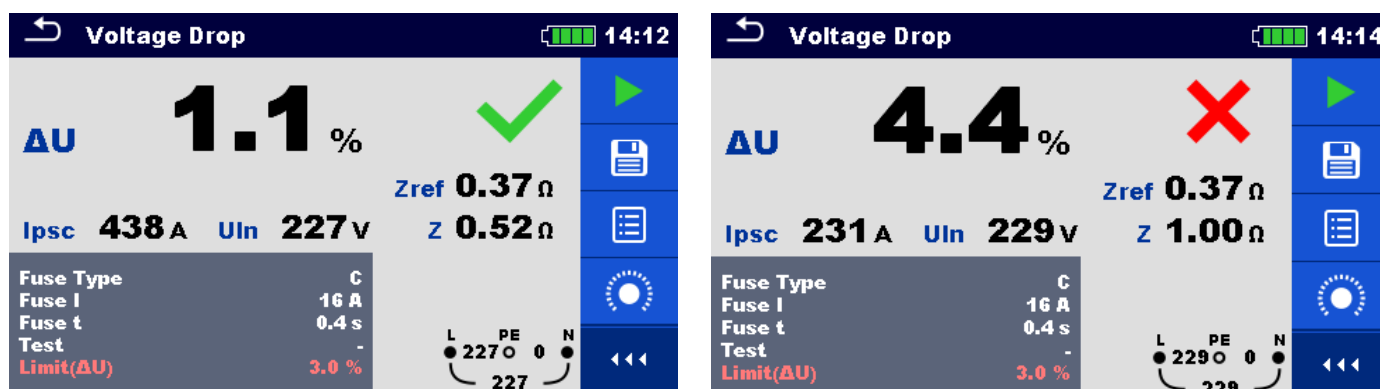 Voltage Drop 14:12
ΔU 1.1 %
Zref 0.37 Ω
Ipsc 438 A Uln 227 V Z 0.52 Ω
Fuse Type C
Fuse I 16 A
Fuse t 0.4 s
Test -
Limit(ΔU) 3.0 %
L PE N
227 0
227
Voltage Drop 14:14
ΔU 4.4 %
Zref 0.37 Ω
Ipsc 231 A Uln 229 V Z 1.00 Ω
Fuse Type C
Fuse I 16 A
Fuse t 0.4 s
Test -
Limit(ΔU) 3.0 %
L PE N
229 0
229